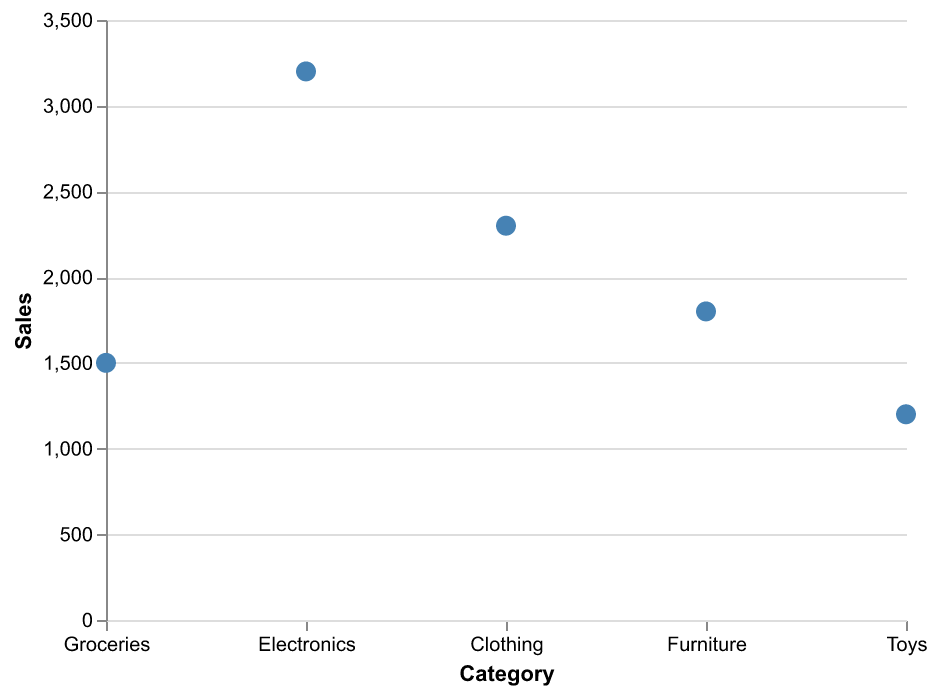 3,500
3,000
2,500
2,000
1,500
1,000
500
0
Sales
Groceries Electronics Clothing Furniture Toys
Category